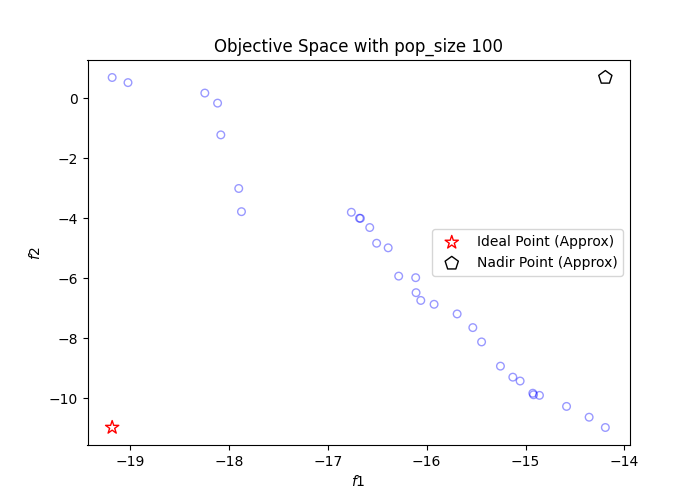 Objective Space with pop_size 100
f2
0
−2
−4
−6
−8
−10
Ideal Point (Approx)
Nadir Point (Approx)
−19
−18
−17
−16
−15
−14
f1